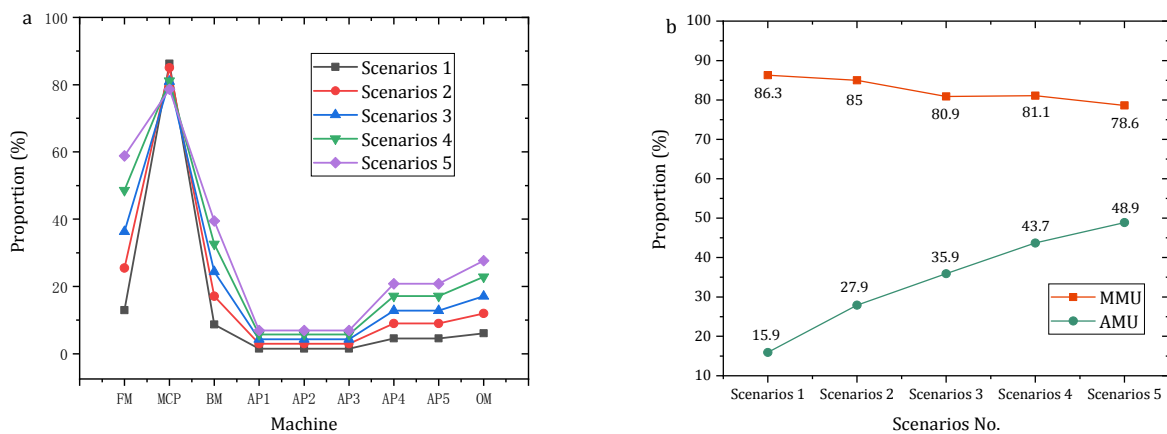 a
100
80
60
40
20
0
Proportion (%)
Scenarios 1
Scenarios 2
Scenarios 3
Scenarios 4
Scenarios 5
FM MCP BM AP1 AP2 AP3 AP4 AP5 OM
Machine
b
100
90
80
70
60
50
40
30
20
10
Proportion (%)
86.3 85 80.9 81.1 78.6
15.9 27.9 35.9 43.7 48.9
MMU
AMU
Scenarios 1 Scenarios 2 Scenarios 3 Scenarios 4 Scenarios 5
Scenarios No.